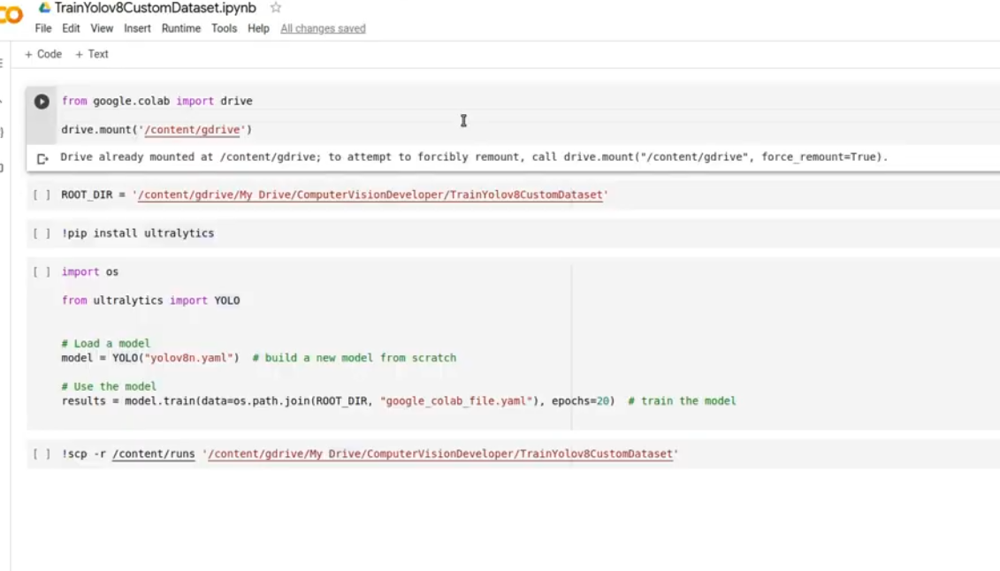 TrainYolov8CustomDataset.ipynb
File Edit View Insert Runtime Tools Help All changes saved
+ Code + Text
from google.colab import drive
drive.mount('/content/gdrive')
Drive already mounted at /content/gdrive; to attempt to forcibly remount, call drive.mount("/content/gdrive", force_remount=True).
[ ] ROOT_DIR = '/content/gdrive/My Drive/ComputerVisionDeveloper/TrainYolov8CustomDataset'
[ ] !pip install ultralytics
[ ] import os
from ultralytics import YOLO
# Load a model
model = YOLO("yolov8n.yaml") # build a new model from scratch
# Use the model
results = model.train(data=os.path.join(ROOT_DIR, "google_colab_file.yaml"), epochs=20) # train the model
[ ] !scp -r /content/runs '/content/gdrive/My Drive/ComputerVisionDeveloper/TrainYolov8CustomDataset'